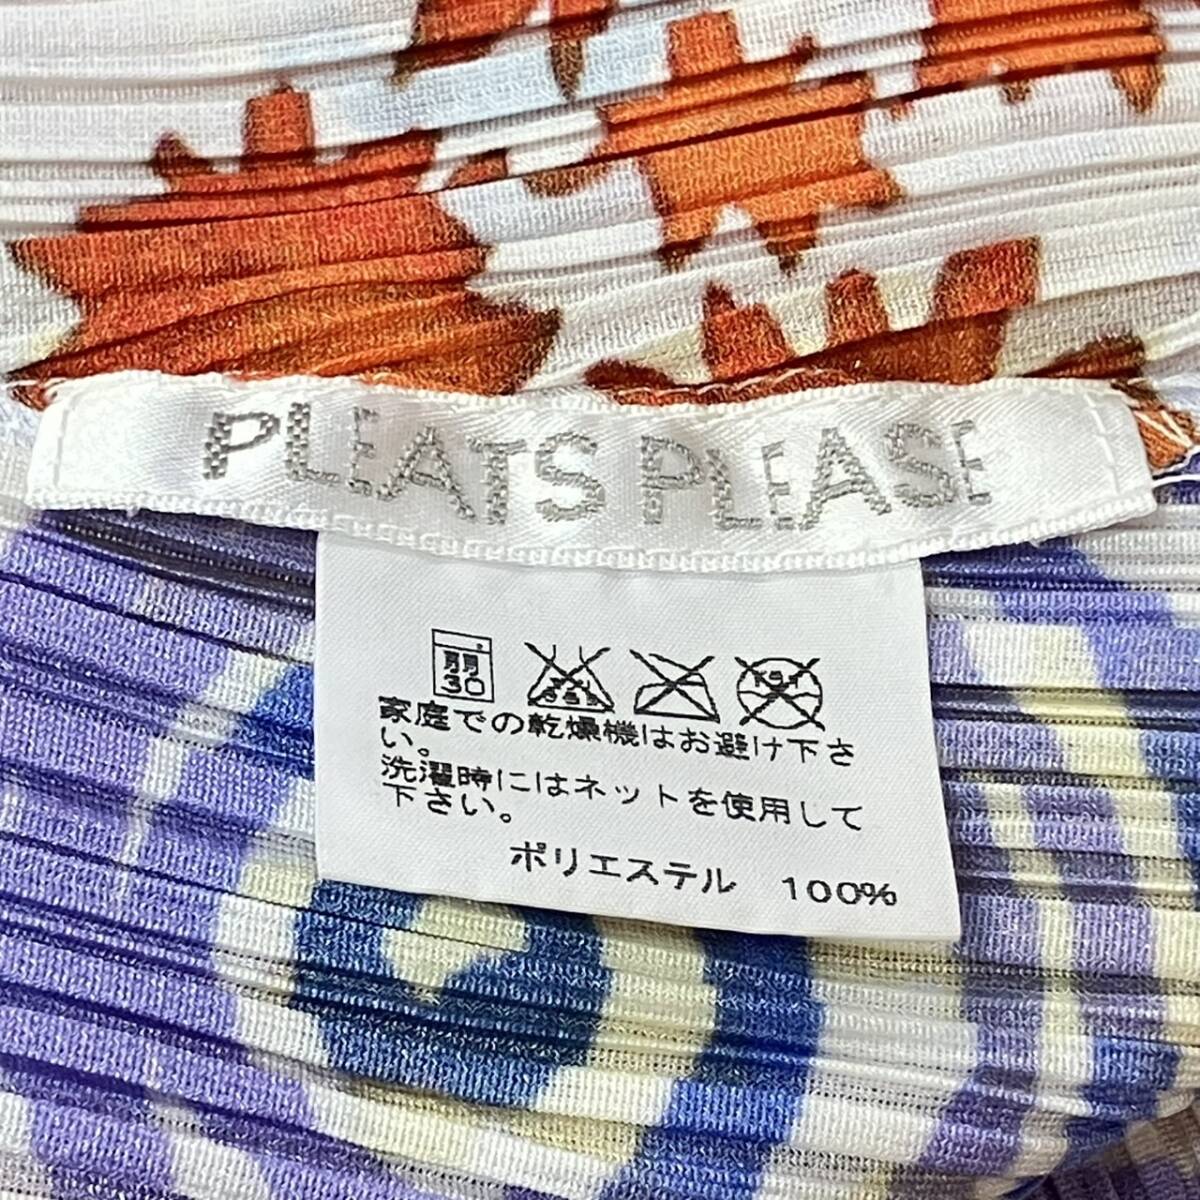 PLEATS PLEASE
弱
30
家庭での乾燥機はお避け下さ
い。
洗濯時にはネットを使用して
下さい。
ポリエステル 100%